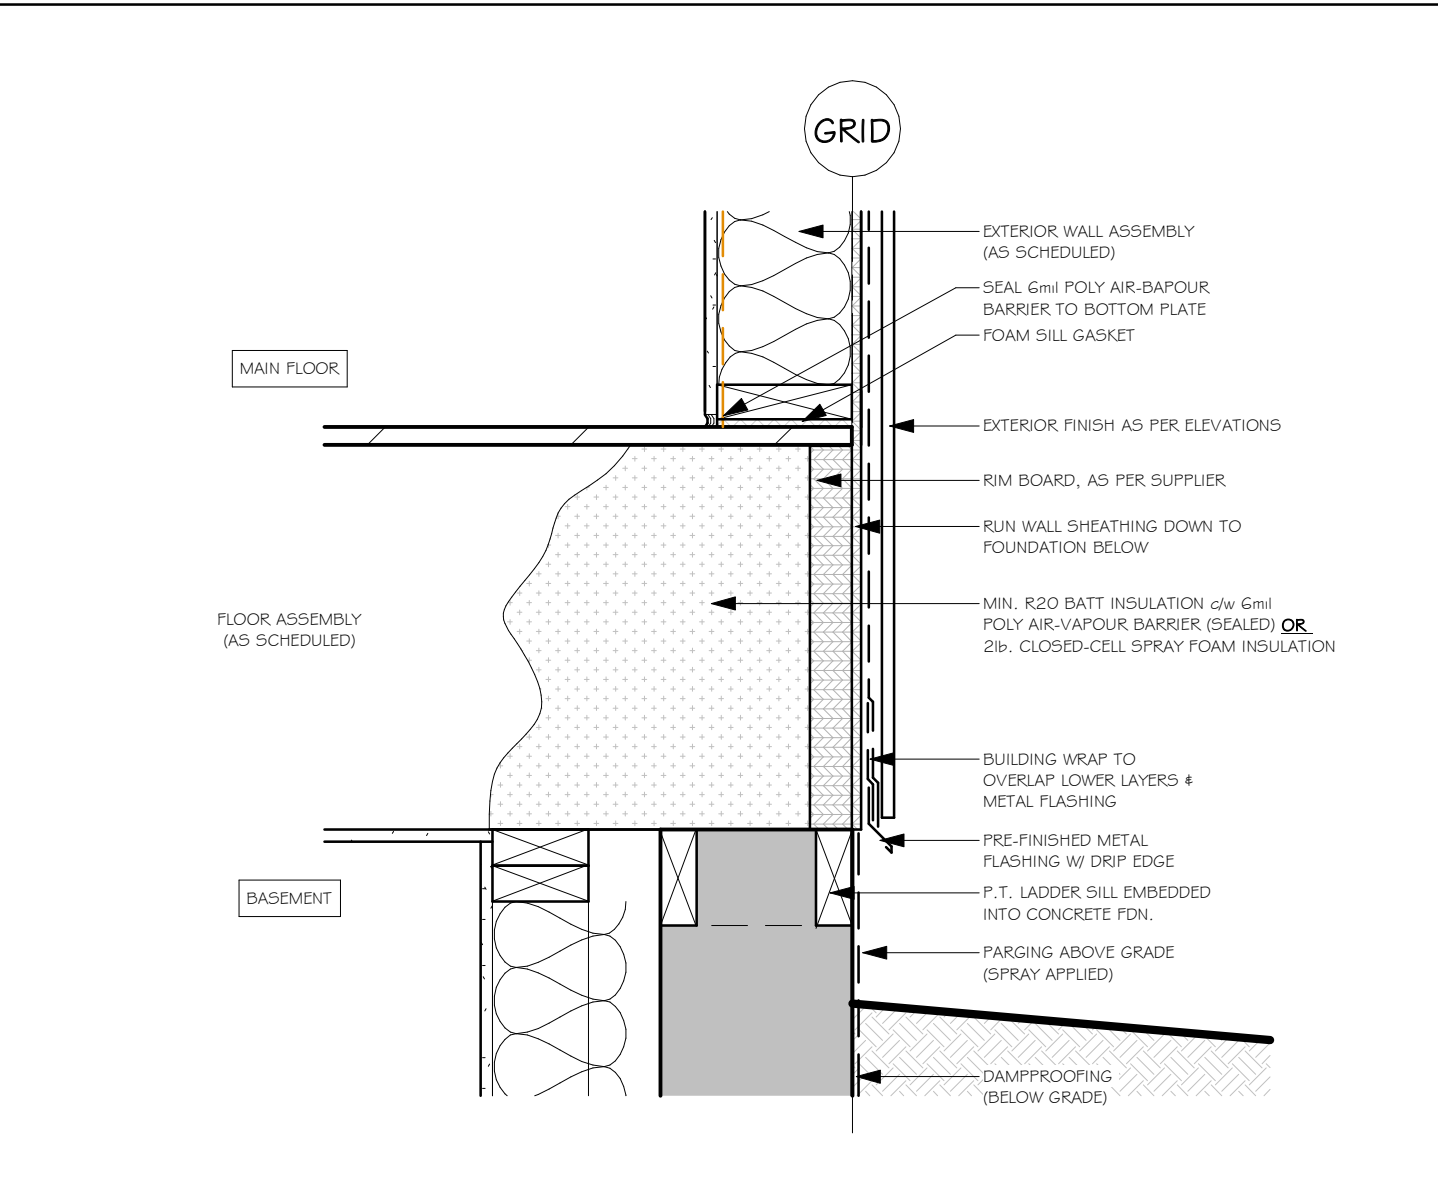 GRID
EXTERIOR WALL ASSEMBLY
(AS SCHEDULED)
SEAL 6mil POLY AIR-BAPOUR
BARRIER TO BOTTOM PLATE
FOAM SILL GASKET
MAIN FLOOR
EXTERIOR FINISH AS PER ELEVATIONS
RIM BOARD, AS PER SUPPLIER
RUN WALL SHEATHING DOWN TO
FOUNDATION BELOW
FLOOR ASSEMBLY
(AS SCHEDULED)
MIN. R20 BATT INSULATION c/w 6mil
POLY AIR-VAPOUR BARRIER (SEALED) OR
2lb. CLOSED-CELL SPRAY FOAM INSULATION
BUILDING WRAP TO
OVERLAP LOWER LAYERS &
METAL FLASHING
PRE-FINISHED METAL
FLASHING W/ DRIP EDGE
BASEMENT
P.T. LADDER SILL EMBEDDED
INTO CONCRETE FDN.
PARGING ABOVE GRADE
(SPRAY APPLIED)
DAMPPROOFING
(BELOW GRADE)